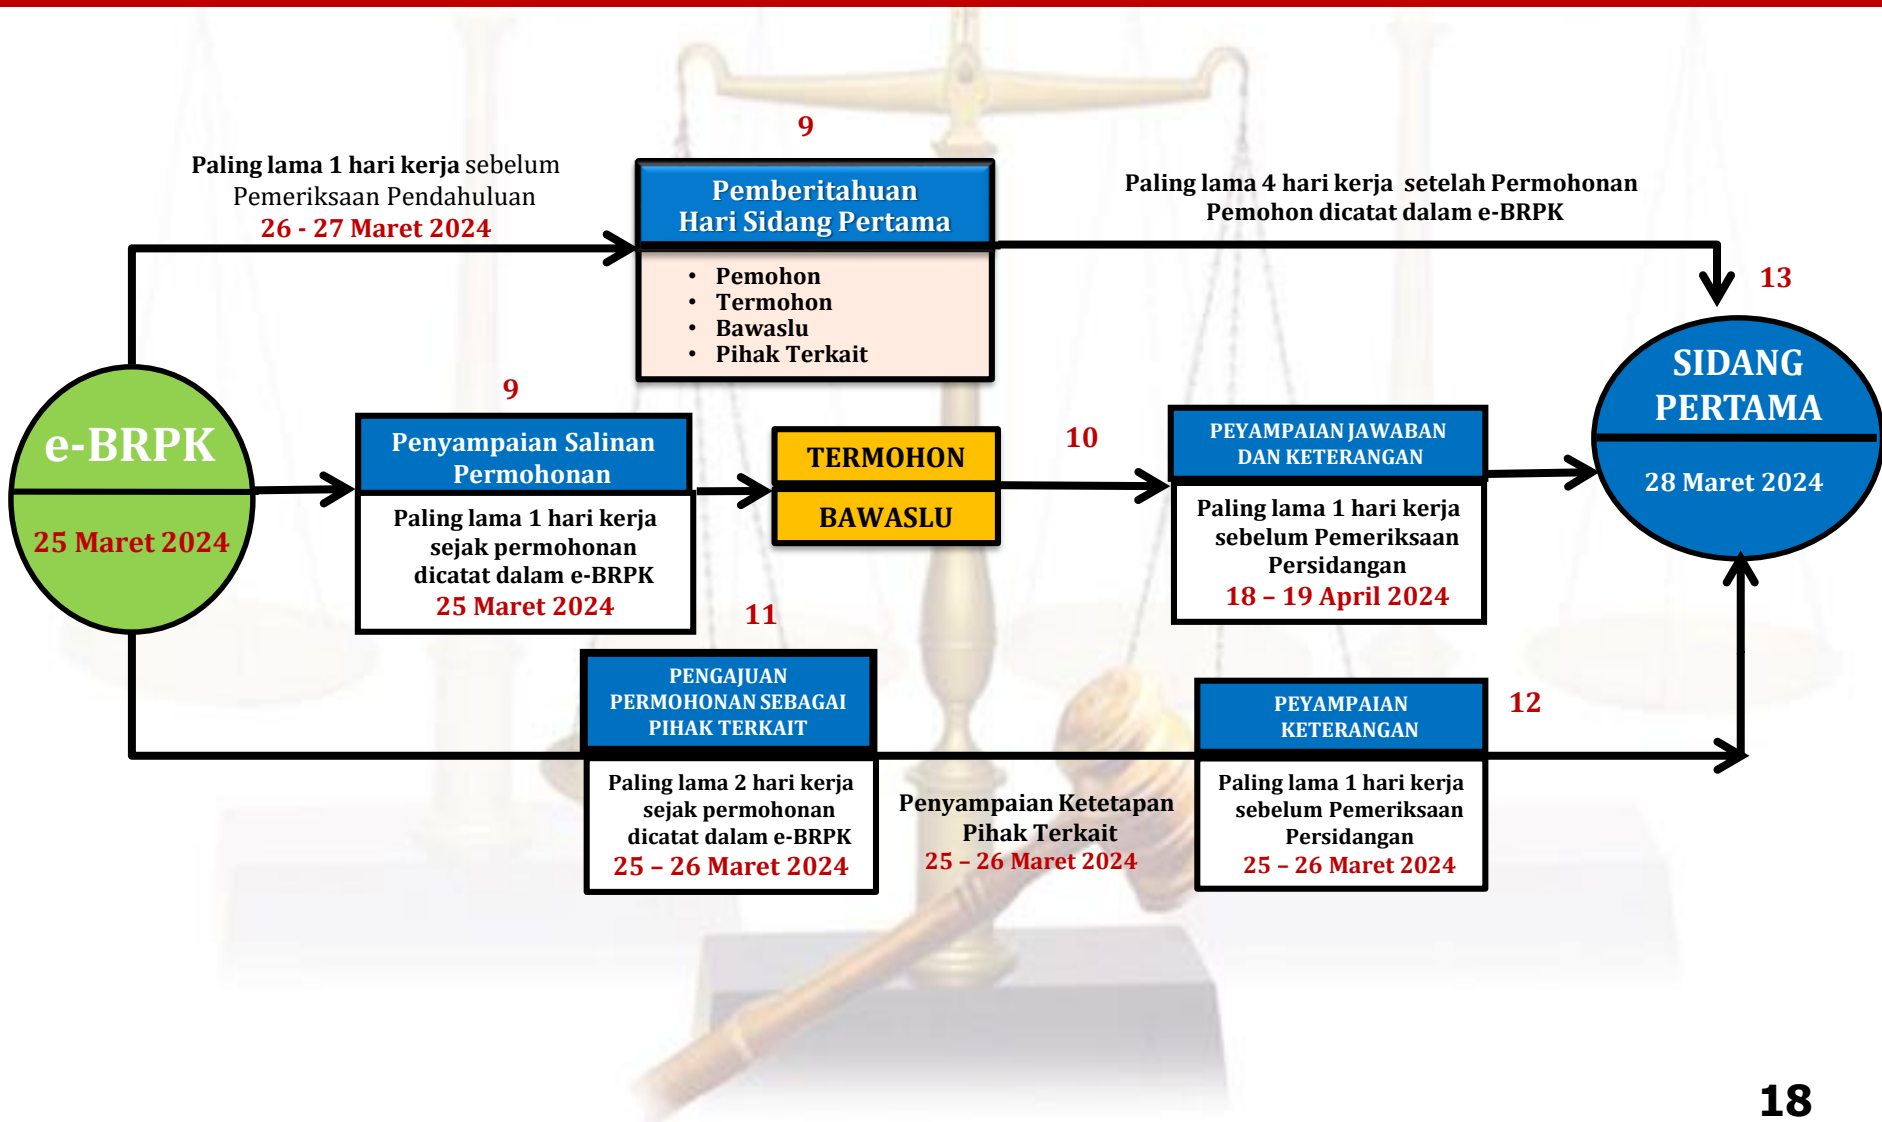 9
Paling lama 1 hari kerja sebelum
Pemeriksaan Pendahuluan
26 - 27 Maret 2024
Pemberitahuan
Hari Sidang Pertama
• Pemohon
• Termohon
• Bawaslu
• Pihak Terkait
Paling lama 4 hari kerja setelah Permohonan
Pemohon dicatat dalam e-BRPK
13
SIDANG
PERTAMA
28 Maret 2024
e-BRPK
25 Maret 2024
9
Penyampaian Salinan
Permohonan
Paling lama 1 hari kerja
sejak permohonan
dicatat dalam e-BRPK
25 Maret 2024
TERMOHON
BAWASLU
10
PEYAMPAIAN JAWABAN
DAN KETERANGAN
Paling lama 1 hari kerja
sebelum Pemeriksaan
Persidangan
18 – 19 April 2024
11
PENGAJUAN
PERMOHONAN SEBAGAI
PIHAK TERKAIT
Paling lama 2 hari kerja
sejak permohonan
dicatat dalam e-BRPK
25 – 26 Maret 2024
Penyampaian Ketetapan
Pihak Terkait
25 – 26 Maret 2024
12
PEYAMPAIAN
KETERANGAN
Paling lama 1 hari kerja
sebelum Pemeriksaan
Persidangan
25 – 26 Maret 2024
18